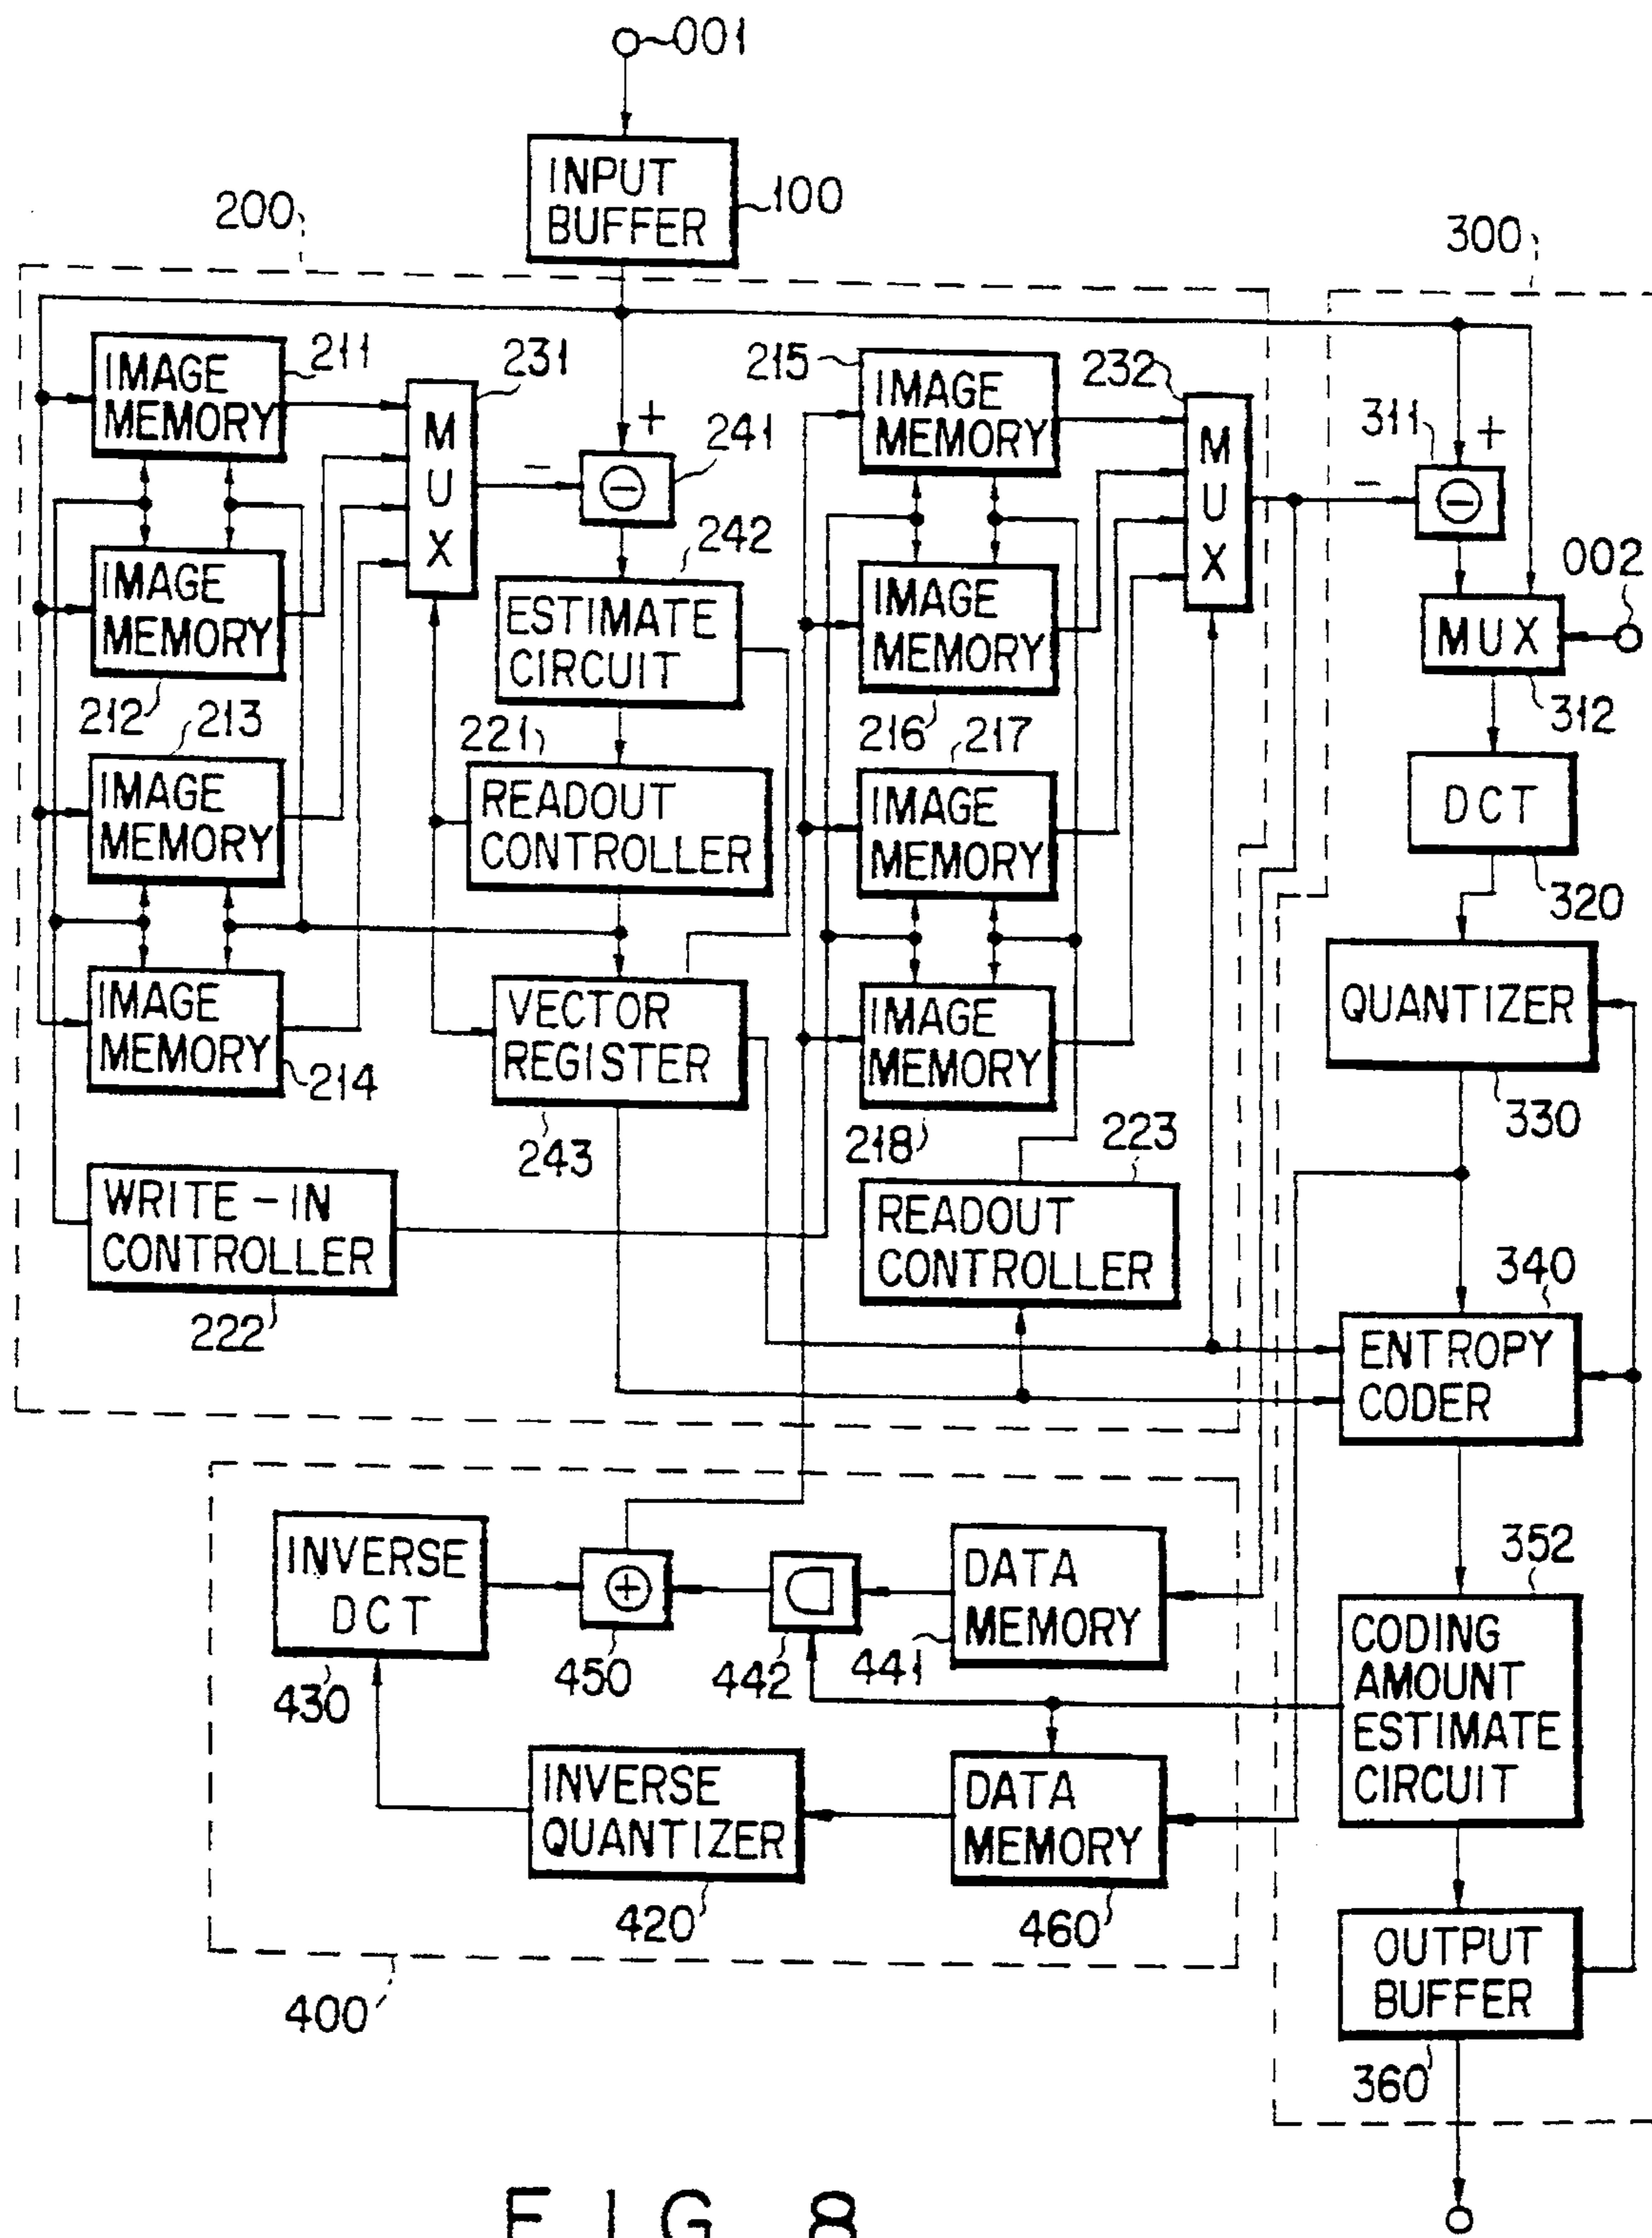 001
INPUT
BUFFER
100
200
300
IMAGE
MEMORY
211
231
MUX
+
-
⊖
241
215
IMAGE
MEMORY
232
MUX
311
+
-
⊖
002
IMAGE
MEMORY
212
242
ESTIMATE
CIRCUIT
IMAGE
MEMORY
216
MUX
312
213
IMAGE
MEMORY
221
READOUT
CONTROLLER
217
IMAGE
MEMORY
DCT
320
IMAGE
MEMORY
214
VECTOR
REGISTER
243
IMAGE
MEMORY
218
QUANTIZER
330
WRITE-IN
CONTROLLER
222
223
READOUT
CONTROLLER
340
ENTROPY
CODER
INVERSE
DCT
430
⊕
450
442
DATA
MEMORY
441
352
CODING
AMOUNT
ESTIMATE
CIRCUIT
INVERSE
QUANTIZER
420
DATA
MEMORY
460
400
OUTPUT
BUFFER
360
FIG. 8